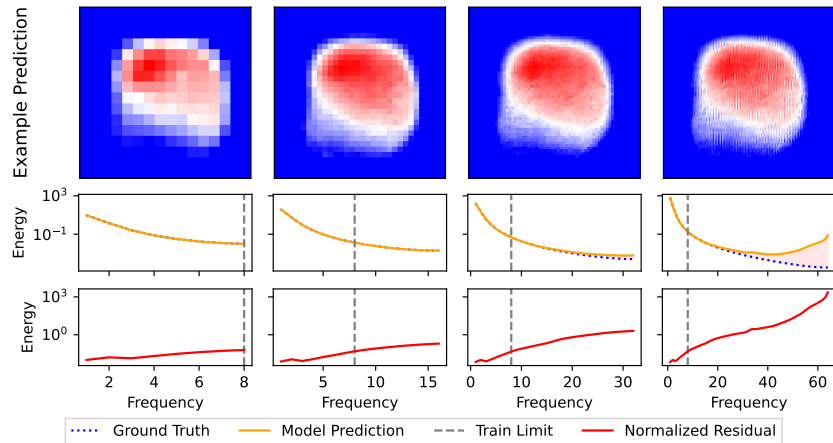 Example Prediction
Energy
10³
10⁻¹
Energy
10³
10⁰
2 4 6 8
5 10 15
0 10 20 30
0 20 40 60
Frequency Frequency Frequency Frequency
Ground Truth Model Prediction Train Limit Normalized Residual